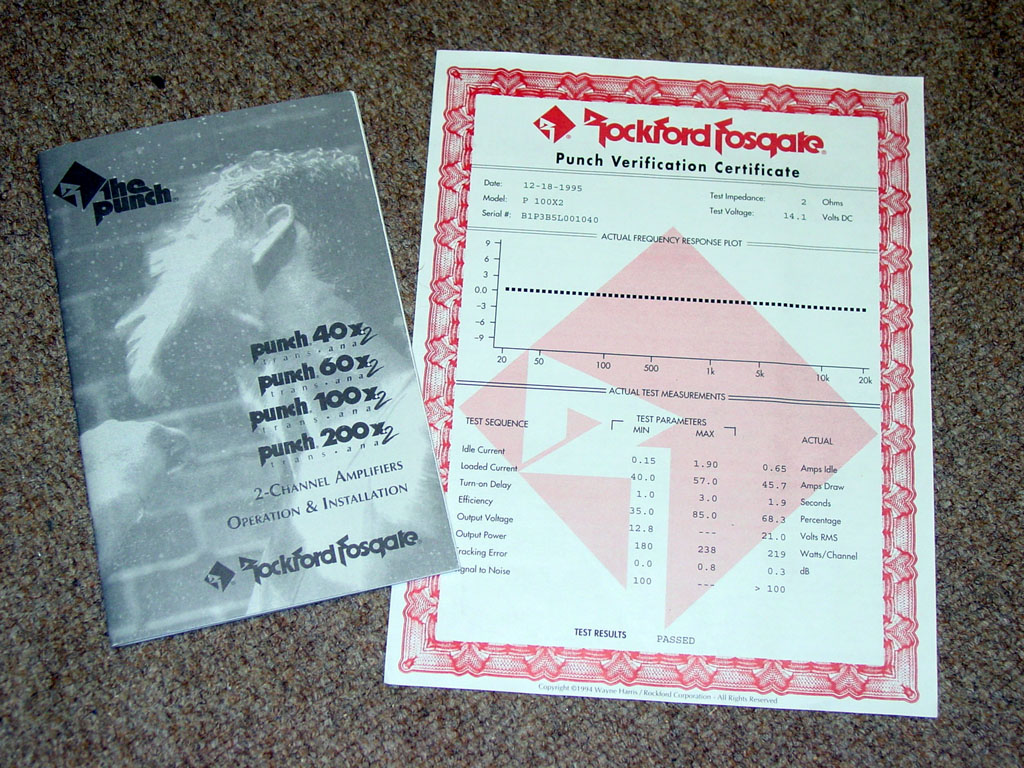 the punch
punch 40x2
trans·ana
punch 60x2
trans·ana
punch 100x2
trans·ana
punch 200x2
trans·ana
2-Channel Amplifiers
Operation & Installation
Rockford Fosgate
Rockford Fosgate
Punch Verification Certificate
Date: 12-18-1995
Model: P 100X2
Serial #: B1P3B5L001040
Test Impedance: 2 Ohms
Test Voltage: 14.1 Volts DC
ACTUAL FREQUENCY RESPONSE PLOT
9
6
3
0.0
-3
-6
-9
20 50 100 500 1k 5k 10k 20k
ACTUAL TEST MEASUREMENTS
TEST SEQUENCE TEST PARAMETERS
MIN MAX ACTUAL
Idle Current 0.15 1.90 0.65 Amps Idle
Loaded Current 40.0 57.0 45.7 Amps Draw
Turn-on Delay 1.0 3.0 1.9 Seconds
Efficiency 35.0 85.0 68.3 Percentage
Output Voltage 12.8 --- 21.0 Volts RMS
Output Power 180 238 219 Watts/Channel
racking Error 0.0 0.8 0.3 dB
ignal to Noise 100 --- > 100
TEST RESULTS PASSED
Copyright ©1994 Wayne Harris / Rockford Corporation - All Rights Reserved